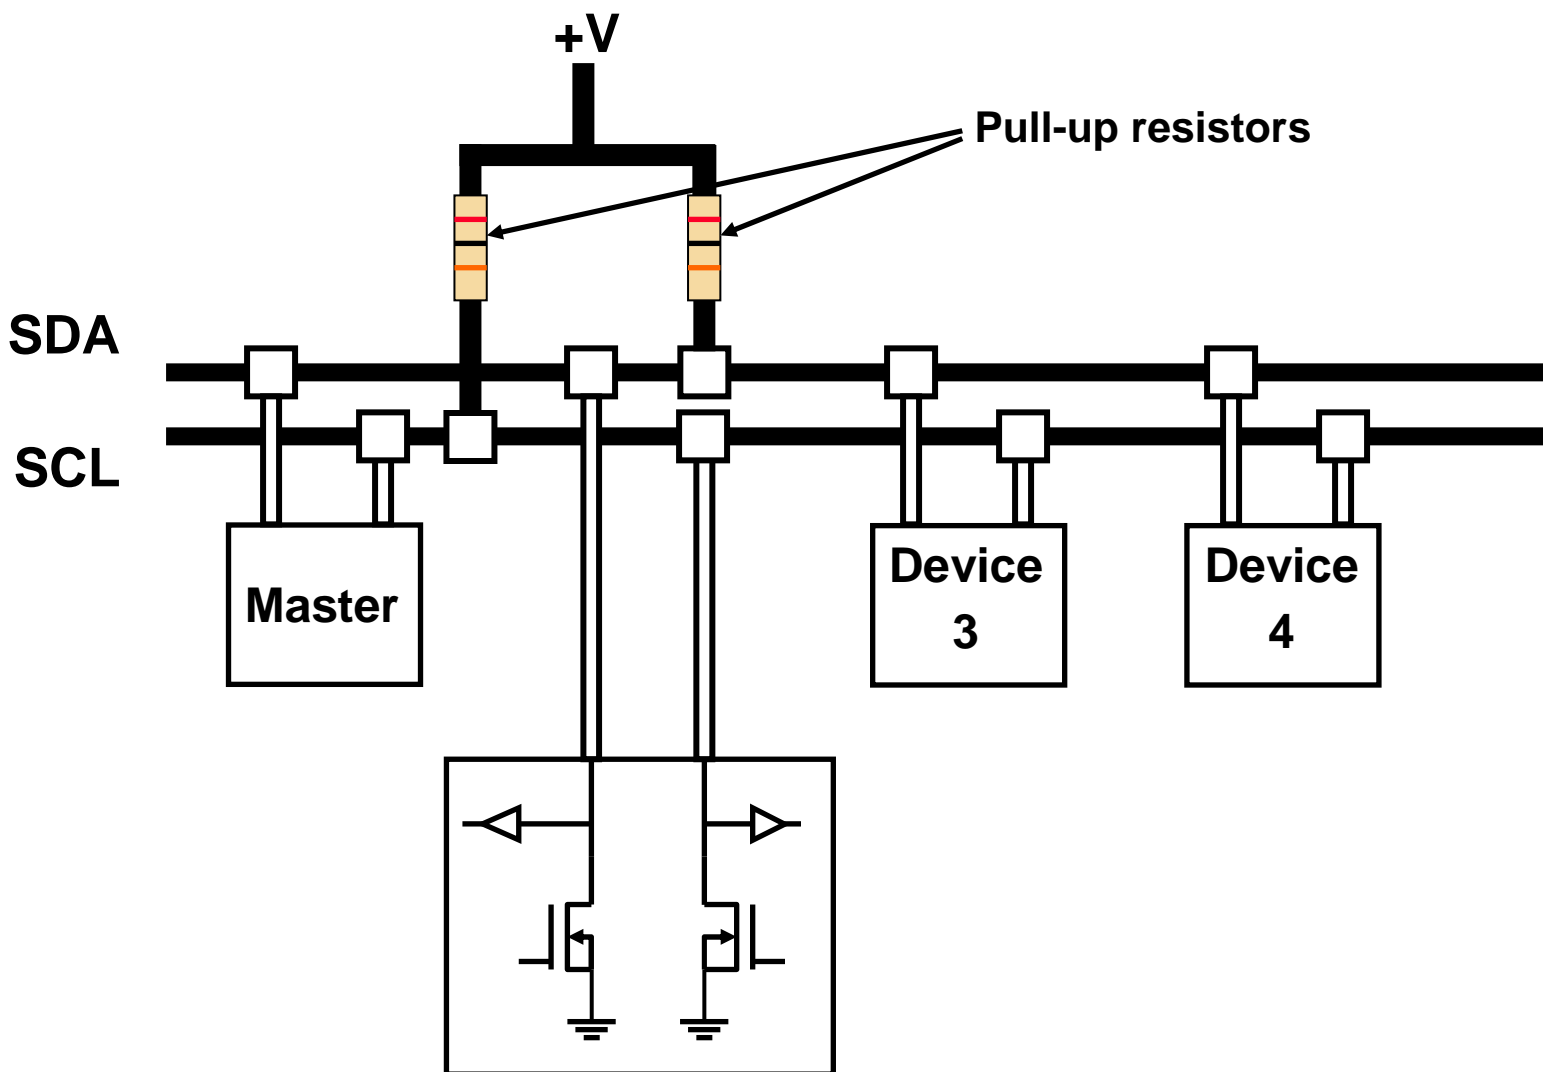 +V
Pull-up resistors
SDA
SCL
Master
Device
3
Device
4